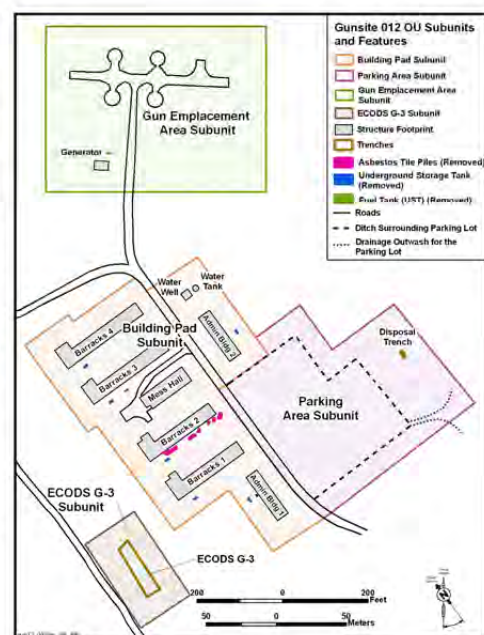 Gunsite 012 OU Subunits
and Features
Building Pad Subunit
Parking Area Subunit
Gun Emplacement Area
Subunit
ECODS G-3 Subunit
Structure Footprint
Trenches
Asbestos Tile Piles (Removed)
Underground Storage Tank
(Removed)
Fuel Tank (UST) (Removed)
Roads
Ditch Surrounding Parking Lot
Drainage Outwash for the
Parking Lot
Gun Emplacement
Area Subunit
Generator
Water
Well
Water
Tank
Building Pad
Subunit
Barracks 4
Barracks 3
Admin Bldg 2
Mess Hall
Barracks 2
Barracks 1
Admin Bldg 1
Disposal
Trench
Parking
Area Subunit
ECODS G-3
Subunit
ECODS G-3
200 0 200
Feet
50 0 50
Meters